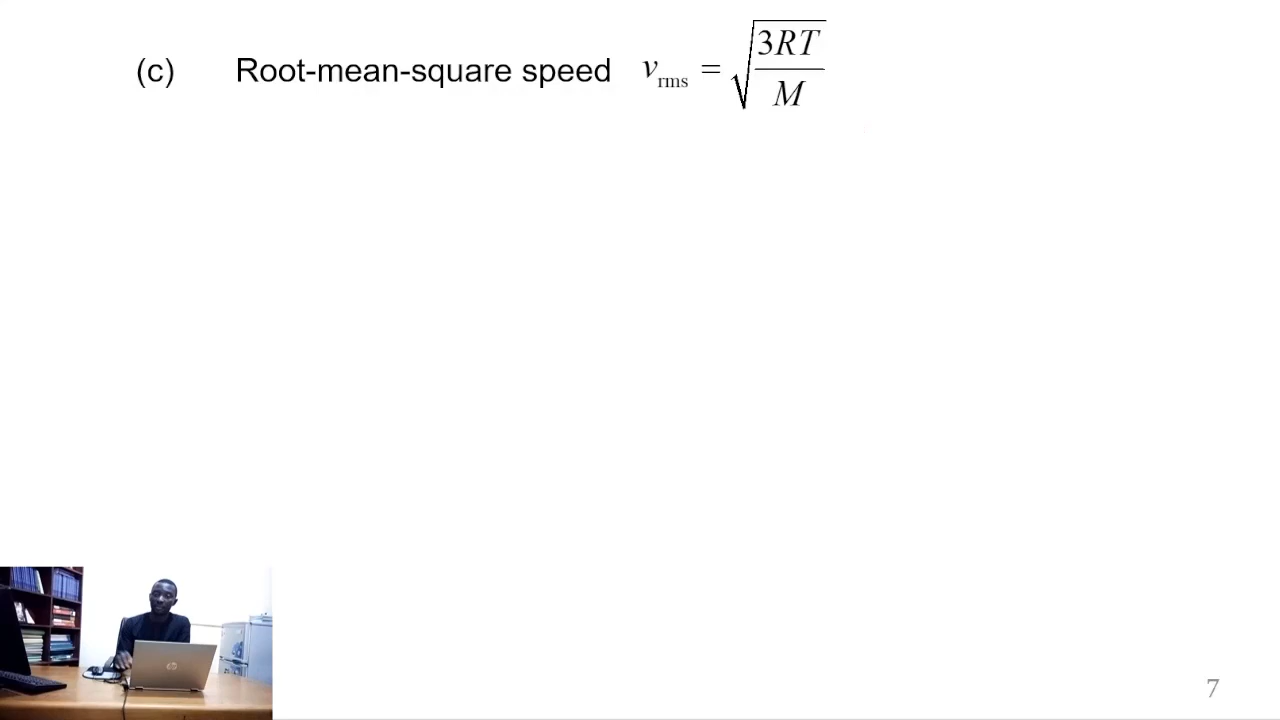 (c) Root-mean-square speed v_rms = √(3RT/M)
7